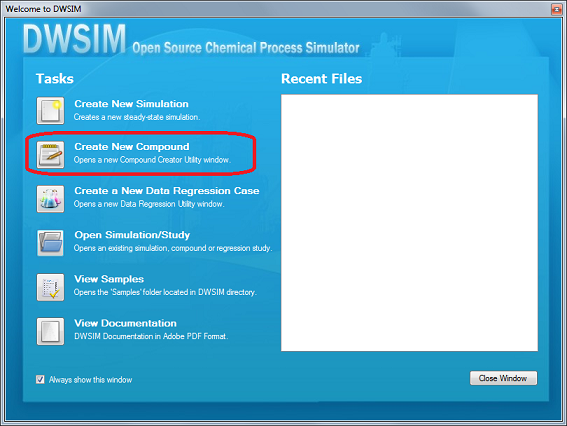 Welcome to DWSIM
DWSIM Open Source Chemical Process Simulator
Tasks
Create New Simulation
Creates a new steady-state simulation.
Create New Compound
Opens a new Compound Creator Utility window.
Create a New Data Regression Case
Opens a new Data Regression Utility window.
Open Simulation/Study
Opens an existing simulation, compound or regression study.
View Samples
Opens the 'Samples' folder located in DWSIM directory.
View Documentation
DWSIM Documentation in Adobe PDF Format.
Always show this window
Recent Files
Close Window